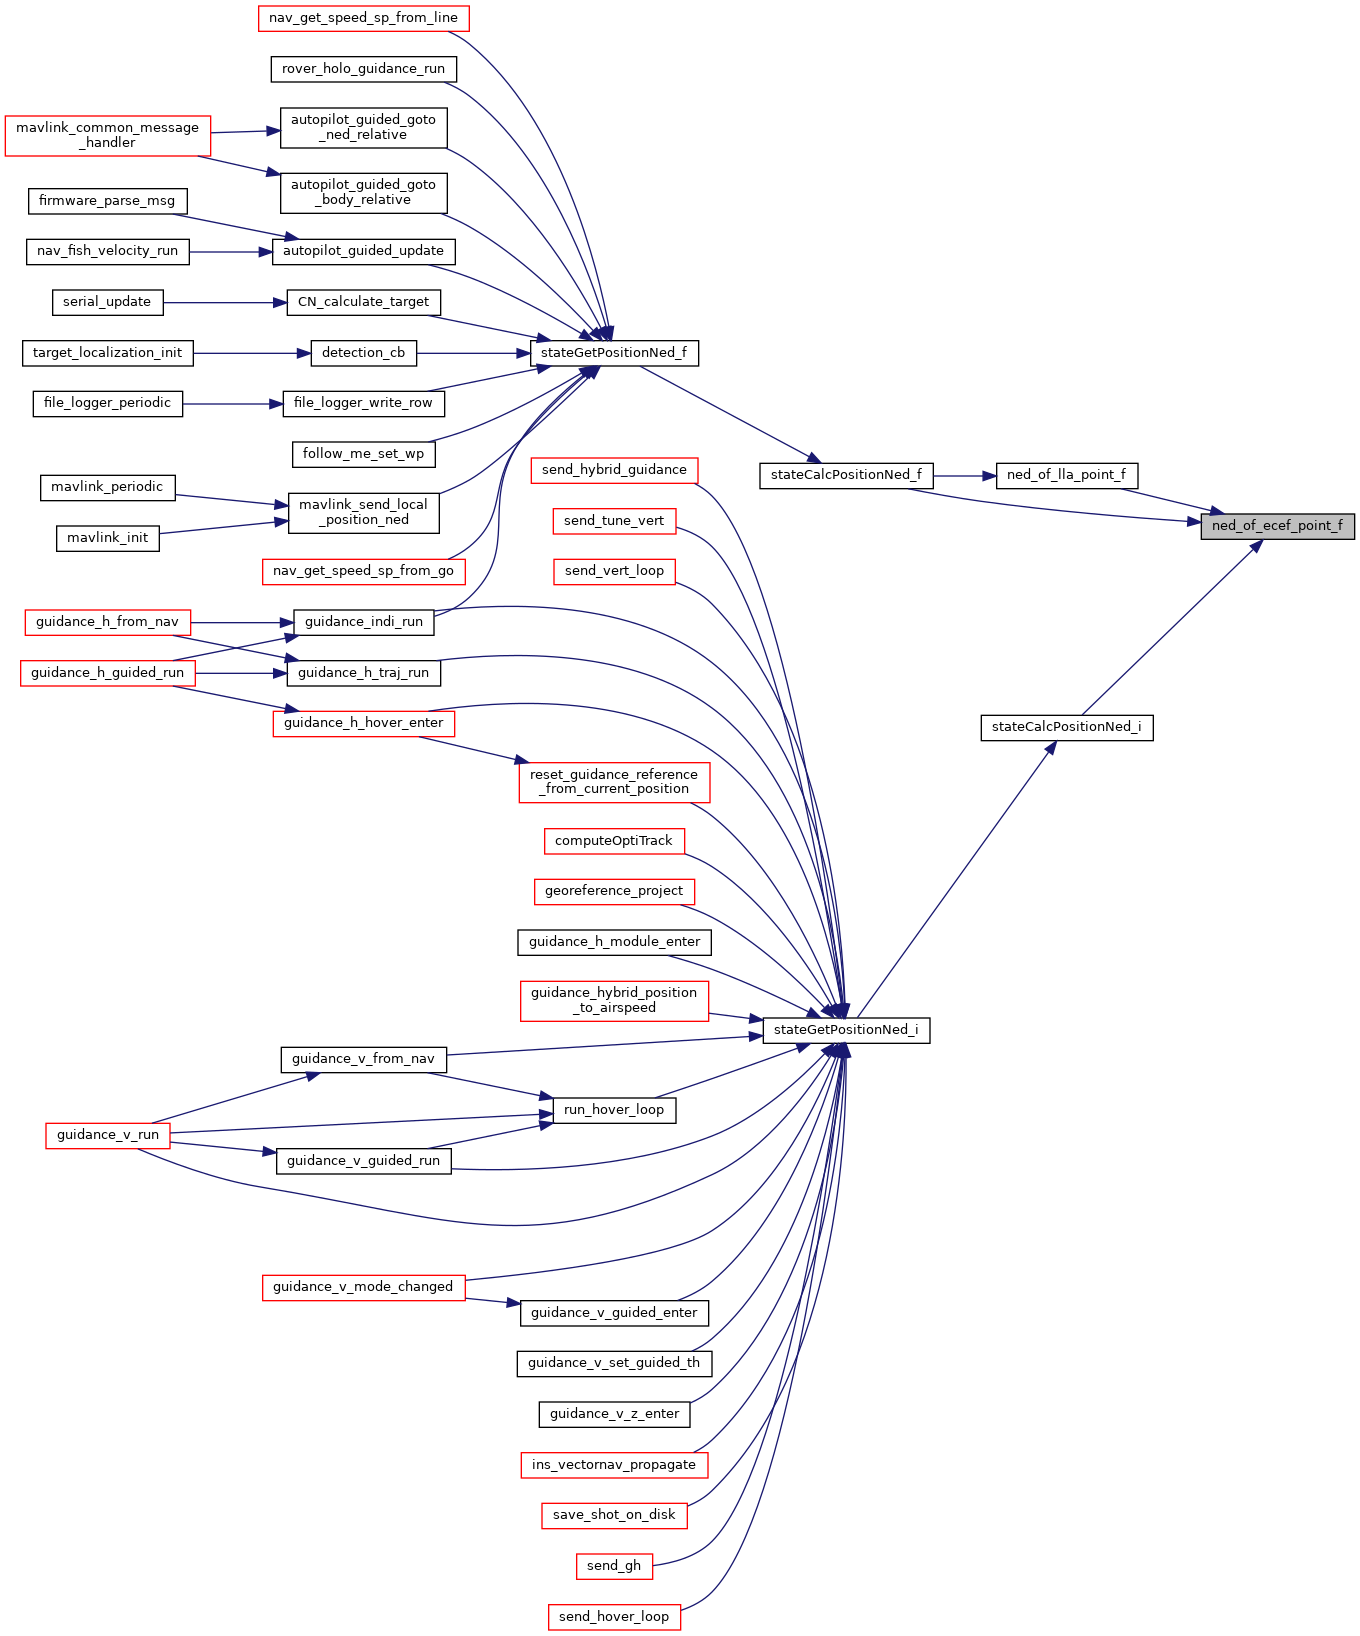 nav_get_speed_sp_from_line
rover_holo_guidance_run
autopilot_guided_goto
_ned_relative
mavlink_common_message
_handler
autopilot_guided_goto
_body_relative
firmware_parse_msg
autopilot_guided_update
nav_fish_velocity_run
CN_calculate_target
serial_update
stateGetPositionNed_f
detection_cb
target_localization_init
file_logger_write_row
file_logger_periodic
follow_me_set_wp
send_hybrid_guidance
stateCalcPositionNed_f
ned_of_lla_point_f
mavlink_periodic
mavlink_send_local
_position_ned
send_tune_vert
ned_of_ecef_point_f
mavlink_init
nav_get_speed_sp_from_go
send_vert_loop
guidance_h_from_nav
guidance_indi_run
guidance_h_guided_run
guidance_h_traj_run
guidance_h_hover_enter
stateCalcPositionNed_i
reset_guidance_reference
_from_current_position
computeOptiTrack
georeference_project
guidance_h_module_enter
guidance_hybrid_position
_to_airspeed
stateGetPositionNed_i
guidance_v_from_nav
run_hover_loop
guidance_v_run
guidance_v_guided_run
guidance_v_mode_changed
guidance_v_guided_enter
guidance_v_set_guided_th
guidance_v_z_enter
ins_vectornav_propagate
save_shot_on_disk
send_gh
send_hover_loop